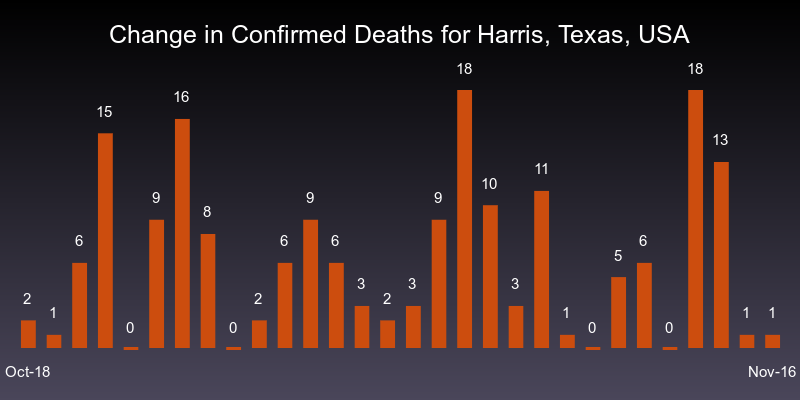 Change in Confirmed Deaths for Harris, Texas, USA
2 1 6 15 0 9 16 8 0 2 6 9 6 3 2 3 9 18 10 3 11 1 0 5 6 0 18 13 1 1
Oct-18 Nov-16